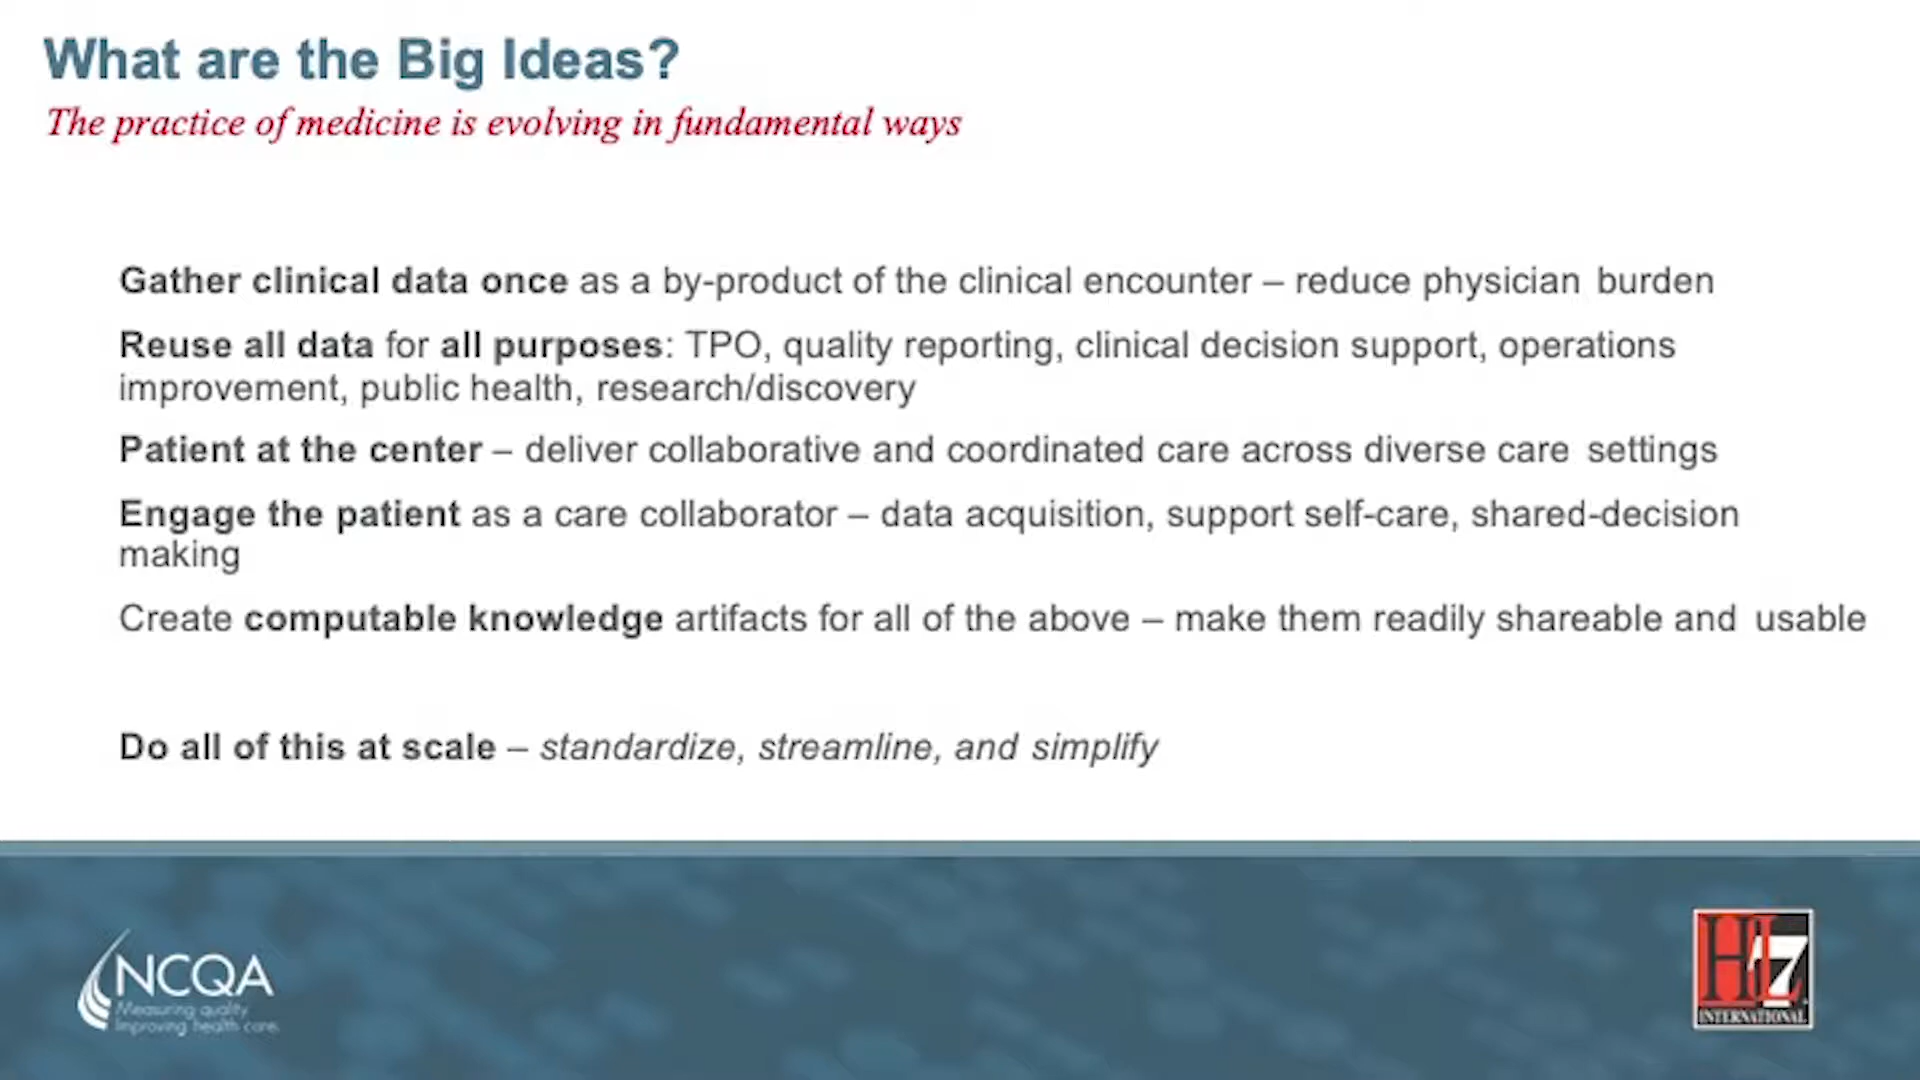 What are the Big Ideas?
The practice of medicine is evolving in fundamental ways
Gather clinical data once as a by-product of the clinical encounter – reduce physician burden
Reuse all data for all purposes: TPO, quality reporting, clinical decision support, operations
improvement, public health, research/discovery
Patient at the center – deliver collaborative and coordinated care across diverse care settings
Engage the patient as a care collaborator – data acquisition, support self-care, shared-decision
making
Create computable knowledge artifacts for all of the above – make them readily shareable and usable
Do all of this at scale – standardize, streamline, and simplify
NCQA
Measuring quality.
Improving health care.
HL7
INTERNATIONAL